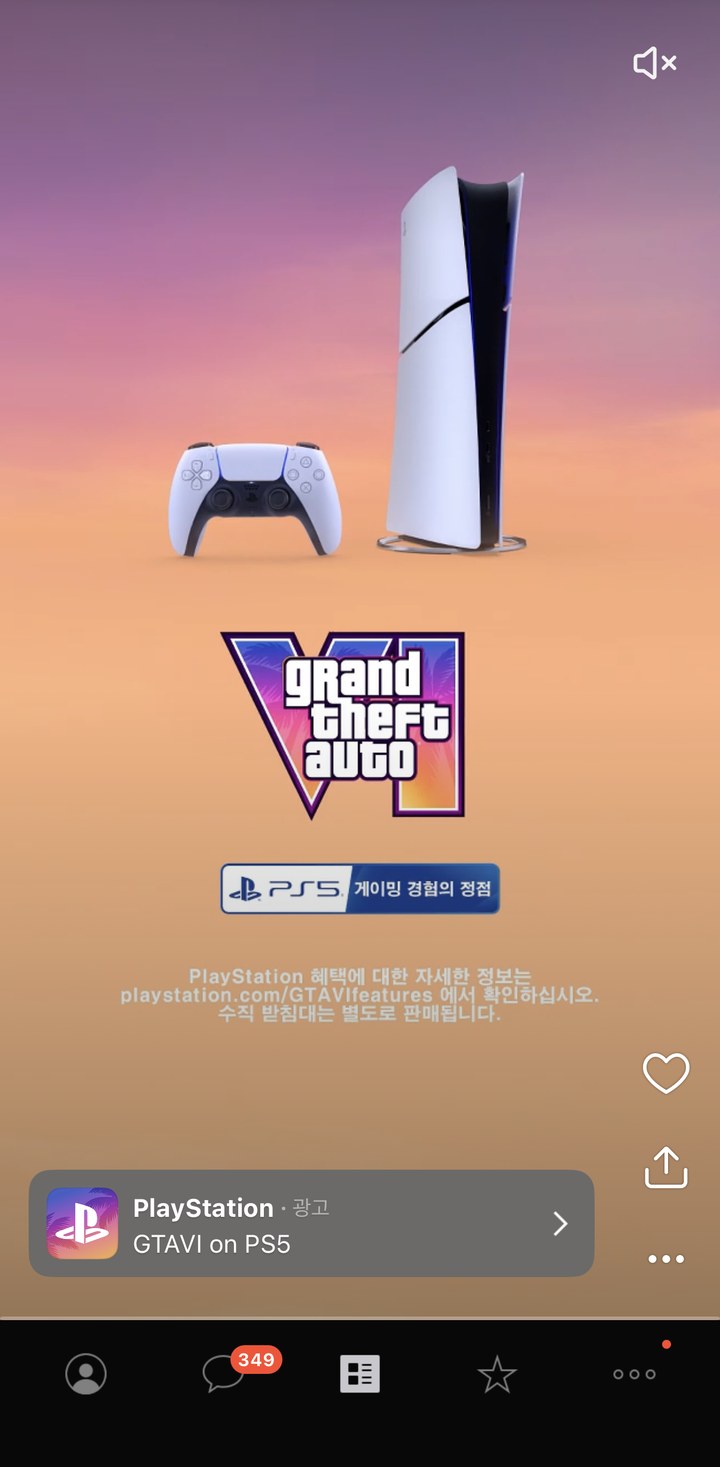 grand
theft
auto
VI
PS5 게이밍 경험의 정점
PlayStation 혜택에 대한 자세한 정보는
playstation.com/GTAVIfeatures 에서 확인하십시오.
수직 받침대는 별도로 판매됩니다.
PlayStation · 광고
GTAVI on PS5
349